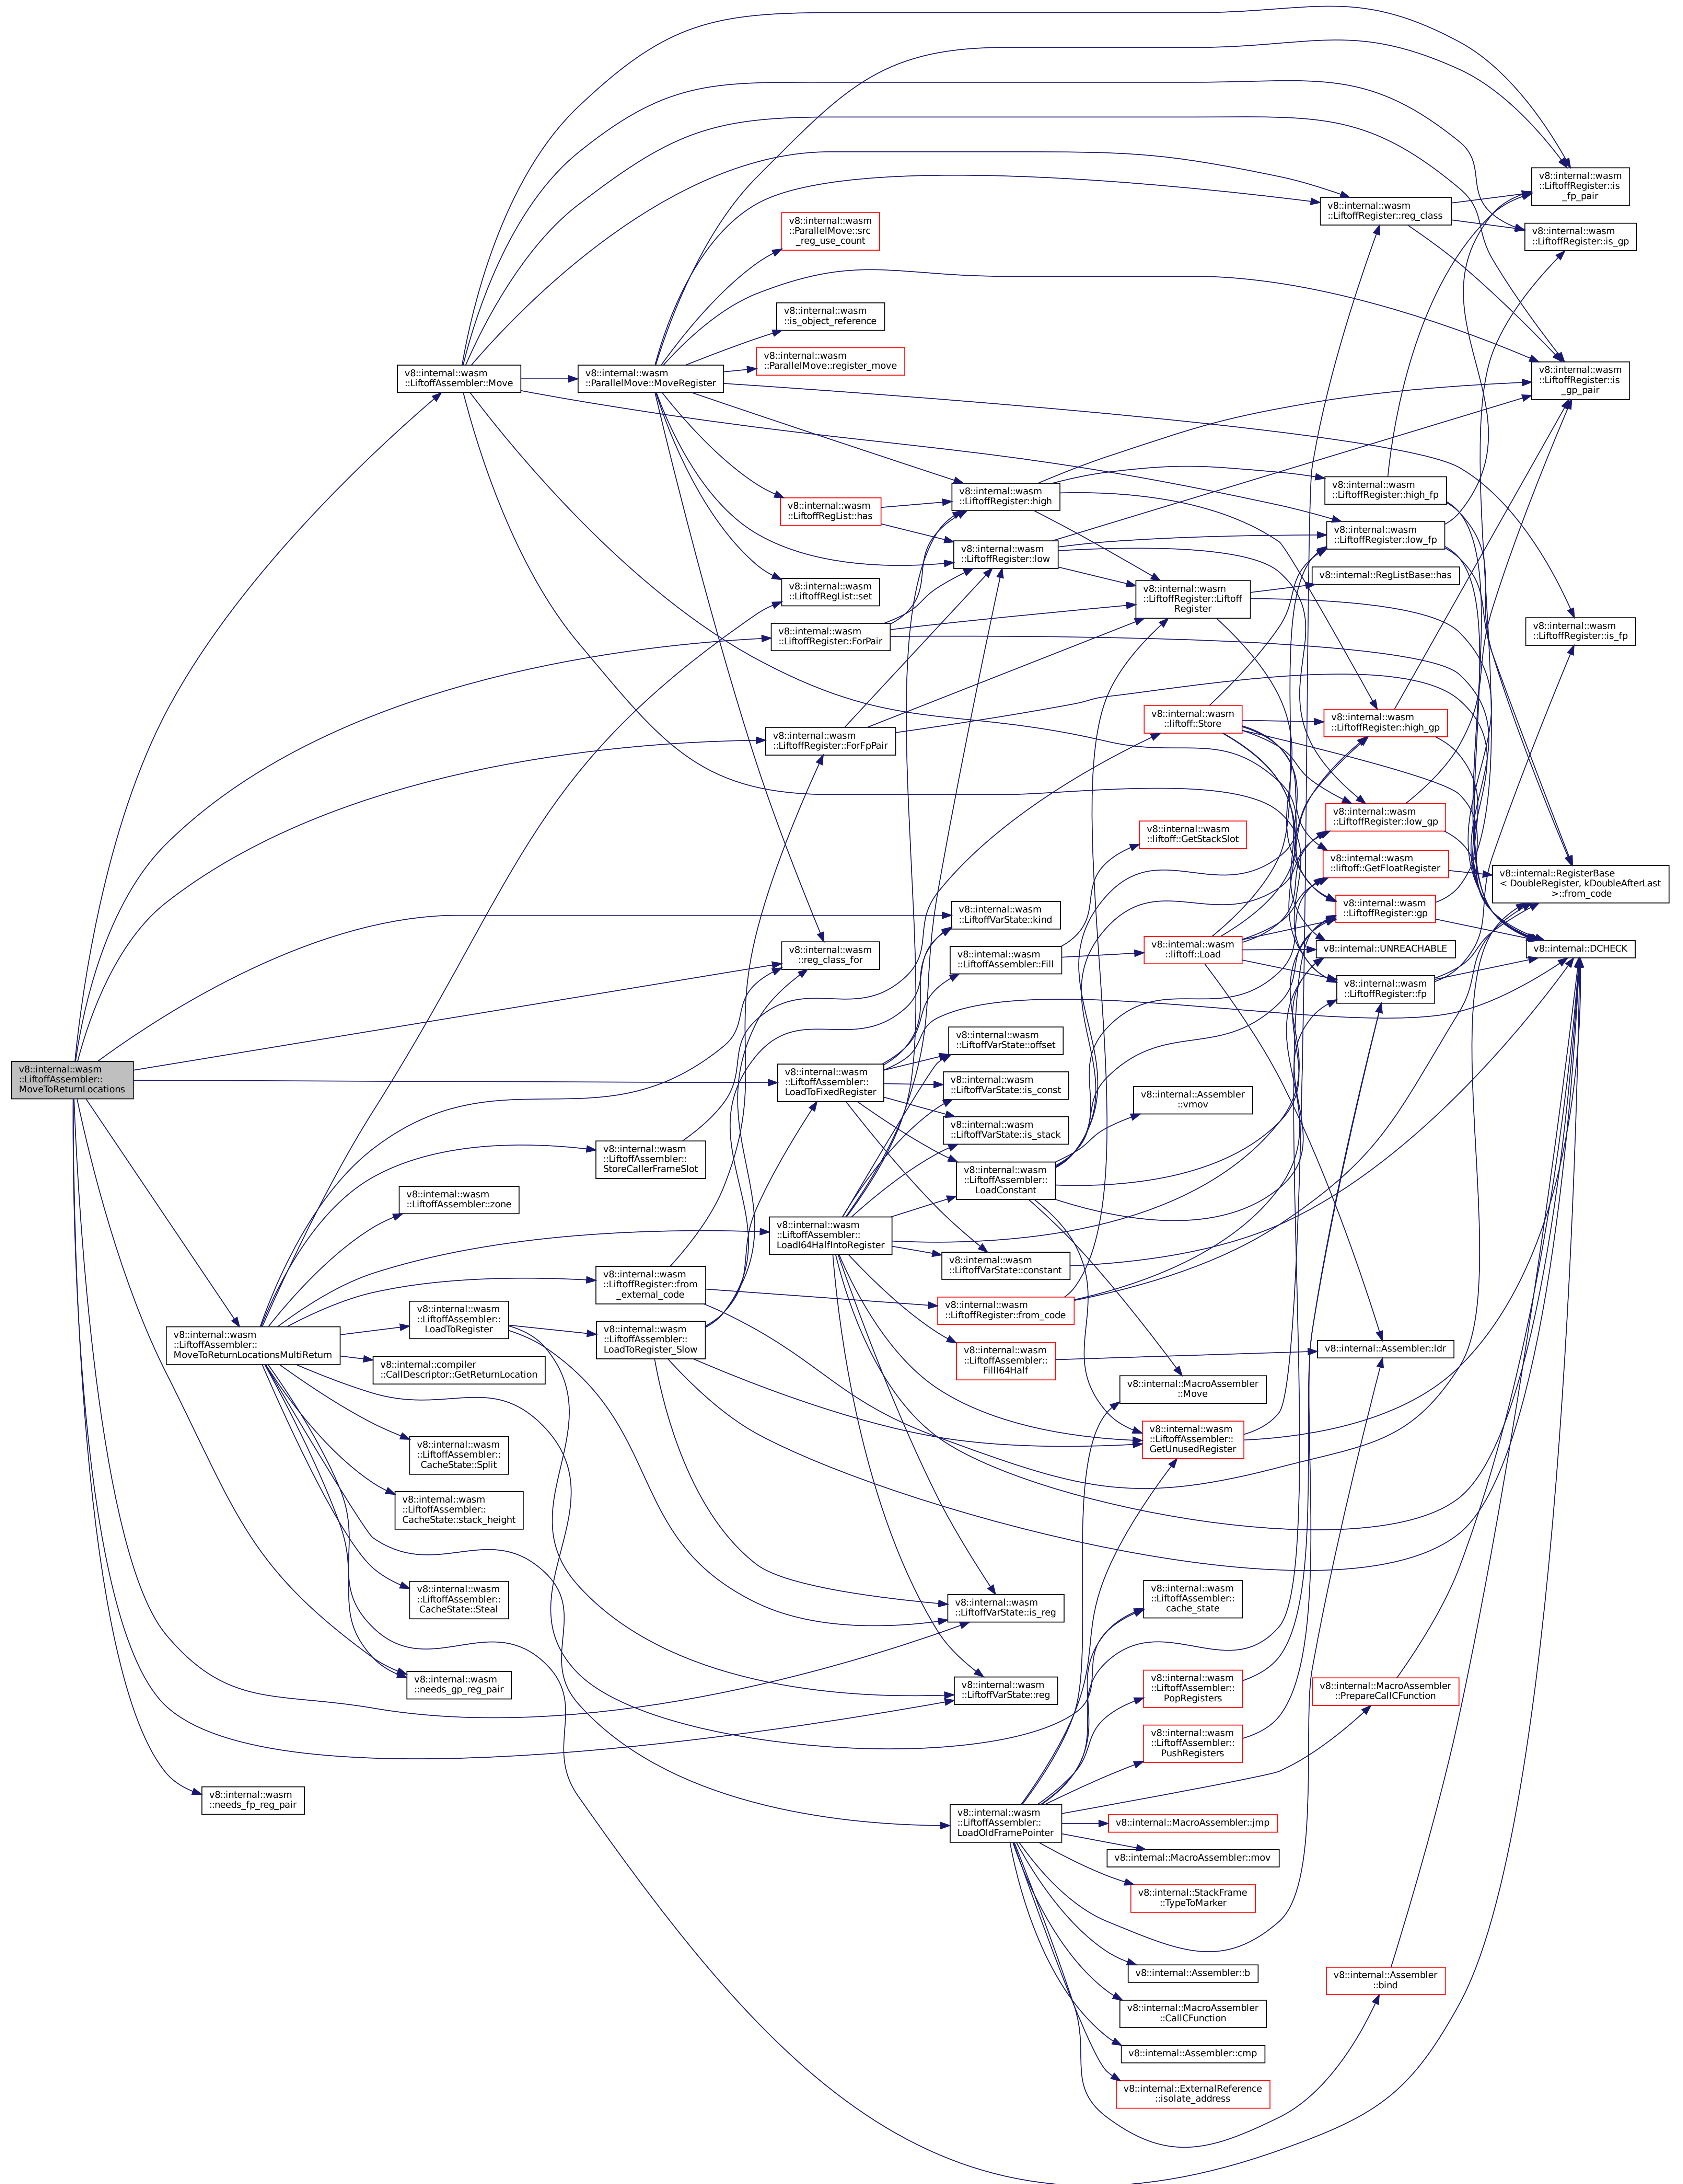 v8::internal::wasm
::LiftoffAssembler::
MoveToReturnLocations
v8::internal::wasm
::LiftoffAssembler::Move
v8::internal::wasm
::ParallelMove::MoveRegister
v8::internal::wasm
::ParallelMove::src
_reg_use_count
v8::internal::wasm
::is_object_reference
v8::internal::wasm
::ParallelMove::register_move
v8::internal::wasm
::LiftoffRegList::has
v8::internal::wasm
::LiftoffRegList::set
v8::internal::wasm
::LiftoffRegister::ForPair
v8::internal::wasm
::LiftoffRegister::ForFpPair
v8::internal::wasm
::reg_class_for
v8::internal::wasm
::LiftoffAssembler::
LoadToFixedRegister
v8::internal::wasm
::LiftoffAssembler::
StoreCallerFrameSlot
v8::internal::wasm
::LiftoffAssembler::zone
v8::internal::wasm
::LiftoffAssembler::
LoadI64HalfIntoRegister
v8::internal::wasm
::LiftoffRegister::from
_external_code
v8::internal::wasm
::LiftoffAssembler::
LoadToRegister
v8::internal::wasm
::LiftoffAssembler::
LoadToRegister_Slow
v8::internal::wasm
::LiftoffAssembler::
MoveToReturnLocationsMultiReturn
v8::internal::compiler
::CallDescriptor::GetReturnLocation
v8::internal::wasm
::LiftoffAssembler::
CacheState::Split
v8::internal::wasm
::LiftoffAssembler::
CacheState::stack_height
v8::internal::wasm
::LiftoffAssembler::
CacheState::Steal
v8::internal::wasm
::needs_gp_reg_pair
v8::internal::wasm
::needs_fp_reg_pair
v8::internal::wasm
::LiftoffRegister::high
v8::internal::wasm
::LiftoffRegister::low
v8::internal::wasm
::LiftoffVarState::kind
v8::internal::wasm
::LiftoffAssembler::Fill
v8::internal::wasm
::LiftoffVarState::offset
v8::internal::wasm
::LiftoffVarState::is_const
v8::internal::wasm
::LiftoffVarState::is_stack
v8::internal::wasm
::LiftoffAssembler::
LoadConstant
v8::internal::wasm
::LiftoffVarState::constant
v8::internal::wasm
::LiftoffRegister::from_code
v8::internal::wasm
::LiftoffAssembler::
FillI64Half
v8::internal::wasm
::LiftoffVarState::is_reg
v8::internal::wasm
::LiftoffVarState::reg
v8::internal::wasm
::LiftoffAssembler::
LoadOldFramePointer
v8::internal::wasm
::LiftoffRegister::Liftoff
Register
v8::internal::wasm
::liftoff::Store
v8::internal::wasm
::liftoff::GetStackSlot
v8::internal::wasm
::liftoff::Load
v8::internal::Assembler
::vmov
v8::internal::MacroAssembler
::Move
v8::internal::wasm
::LiftoffAssembler::
GetUnusedRegister
v8::internal::wasm
::LiftoffAssembler::
cache_state
v8::internal::wasm
::LiftoffAssembler::
PopRegisters
v8::internal::wasm
::LiftoffAssembler::
PushRegisters
v8::internal::MacroAssembler::jmp
v8::internal::MacroAssembler::mov
v8::internal::StackFrame
::TypeToMarker
v8::internal::Assembler::b
v8::internal::MacroAssembler
::CallCFunction
v8::internal::Assembler::cmp
v8::internal::ExternalReference
::isolate_address
v8::internal::wasm
::LiftoffRegister::reg_class
v8::internal::wasm
::LiftoffRegister::high_fp
v8::internal::wasm
::LiftoffRegister::low_fp
v8::internal::RegListBase::has
v8::internal::wasm
::LiftoffRegister::high_gp
v8::internal::wasm
::LiftoffRegister::low_gp
v8::internal::wasm
::liftoff::GetFloatRegister
v8::internal::wasm
::LiftoffRegister::gp
v8::internal::UNREACHABLE
v8::internal::wasm
::LiftoffRegister::fp
v8::internal::Assembler::ldr
v8::internal::MacroAssembler
::PrepareCallCFunction
v8::internal::Assembler
::bind
v8::internal::wasm
::LiftoffRegister::is
_fp_pair
v8::internal::wasm
::LiftoffRegister::is_gp
v8::internal::wasm
::LiftoffRegister::is
_gp_pair
v8::internal::wasm
::LiftoffRegister::is_fp
v8::internal::RegisterBase
< DoubleRegister, kDoubleAfterLast
>::from_code
v8::internal::DCHECK